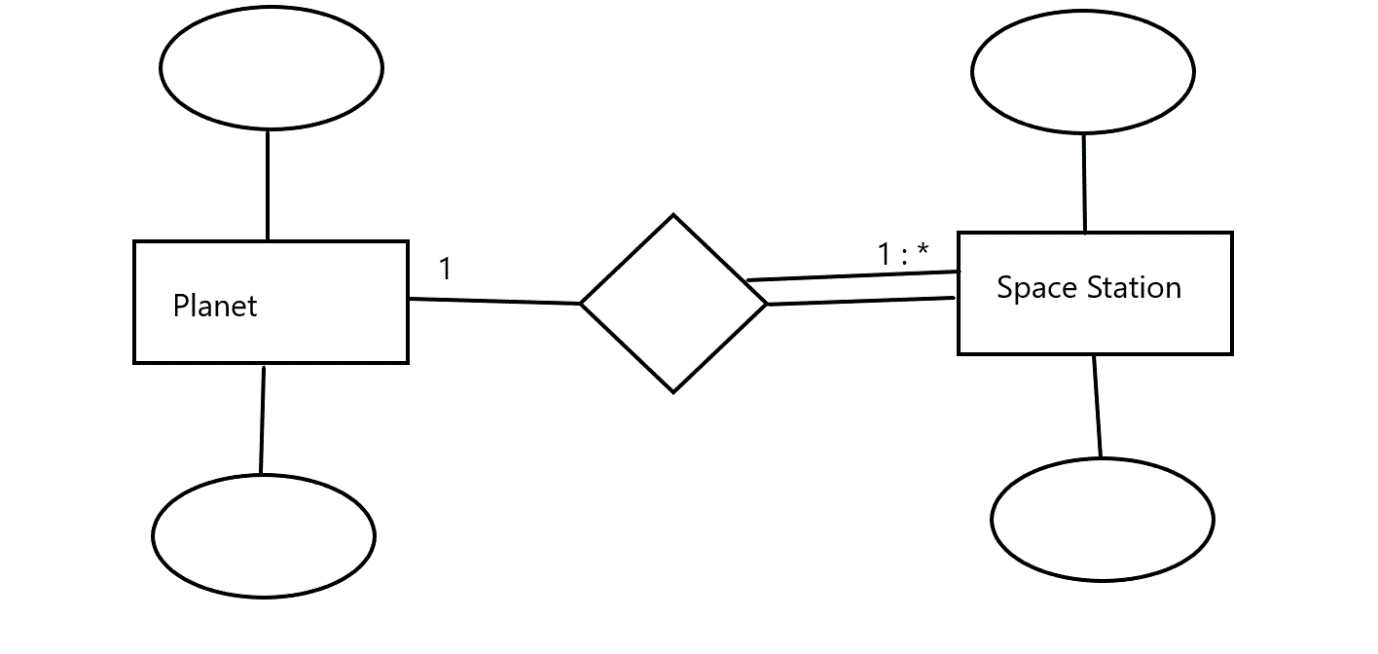 Planet
1
1 : *
Space Station